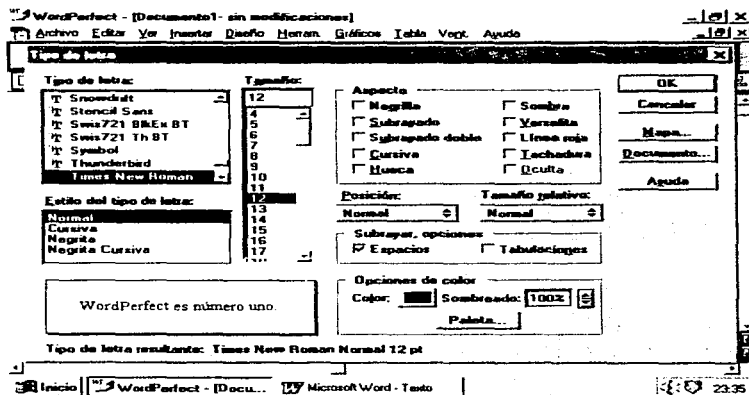 WordPerfect - [Documento1- sin modificaciones]
Archivo Editar Ver Insertar Diseño Herram. Gráficos Tabla Vent. Ayuda
Tipo de letra
Tipo de letra:
Snowdrift
Stencil Sans
Swis721 BlkEx BT
Swis721 Th BT
Symbol
Thunderbird
Times New Roman
Estilo del tipo de letra:
Normal
Cursiva
Negrita
Negrita Cursiva
Tamaño:
12
4
5
6
7
8
9
10
11
12
13
14
15
16
17
Aspecto
Negrilla
Subrayado
Subrayado doble
Cursiva
Hueca
Sombra
Versalita
Línea roja
Tachadura
Oculta
Posición:
Normal
Tamaño relativo:
Normal
Subrayar, opciones
Espacios
Tabulaciones
Opciones de color
Color:
Sombreado: 100%
Paleta...
OK
Cancelar
Mapa...
Documento...
Ayuda
WordPerfect es número uno.
Tipo de letra resultante: Times New Roman Normal 12 pt
Inicio
WordPerfect - [Docu...
Microsoft Word - Texto
23:35